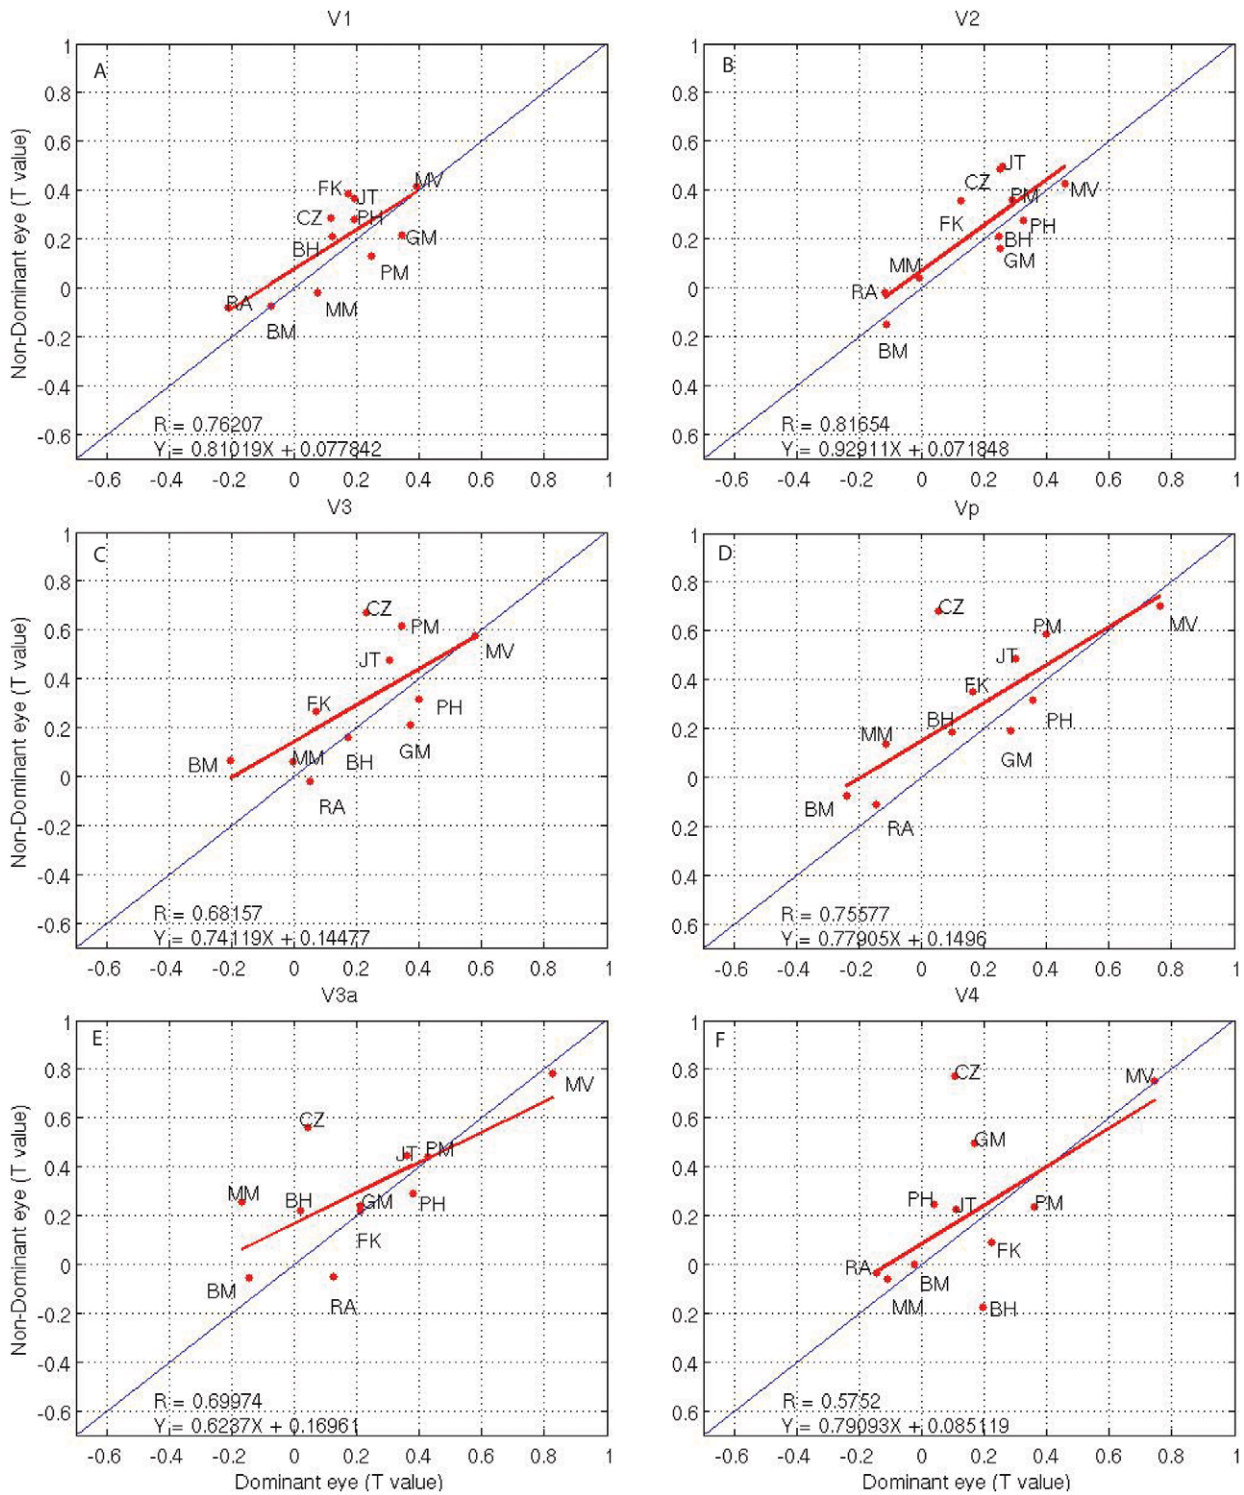 V1
A
1
0.8
0.6
0.4
0.2
0
-0.2
-0.4
-0.6
Non-Dominant eye (T value)
FK
JT
MV
CZ
PH
BH
GM
PM
RA
MM
BM
R = 0.76207
Y = 0.81019X + 0.077842
-0.6 -0.4 -0.2 0 0.2 0.4 0.6 0.8 1
V2
B
1
0.8
0.6
0.4
0.2
0
0.2
0.4
0.6
JT
CZ
PM
MV
FK
PH
BH
GM
MM
RA
BM
R = 0.81654
Y = 0.92911X + 0.071848
-0.6 -0.4 -0.2 0 0.2 0.4 0.6 0.8 1
V3
C
1
0.8
0.6
0.4
0.2
0
-0.2
-0.4
-0.6
Non-Dominant eye (T value)
CZ
PM
JT
MV
FK
PH
GM
BM
MM
BH
RA
R = 0.68157
Y = 0.74119X + 0.14477
-0.6 -0.4 -0.2 0 0.2 0.4 0.6 0.8 1
Vp
D
1
0.8
0.6
0.4
0.2
0
0.2
0.4
0.6
CZ
PM
MV
JT
FK
BH
PH
MM
GM
BM
RA
R = 0.75577
Y = 0.77905X + 0.1496
-0.6 -0.4 -0.2 0 0.2 0.4 0.6 0.8 1
V3a
E
1
0.8
0.6
0.4
0.2
0
-0.2
-0.4
-0.6
Non-Dominant eye (T value)
MV
CZ
JT
PM
MM
BH
GM
PH
FK
BM
RA
R = 0.69974
Y = 0.6237X + 0.16961
-0.6 -0.4 -0.2 0 0.2 0.4 0.6 0.8 1
Dominant eye (T value)
V4
F
1
0.8
0.6
0.4
0.2
0
0.2
0.4
0.6
CZ
MV
GM
PH
JT
PM
FK
RA
BM
MM
BH
R = 0.5752
Y = 0.79093X + 0.085119
-0.6 -0.4 -0.2 0 0.2 0.4 0.6 0.8 1
Dominant eye (T value)